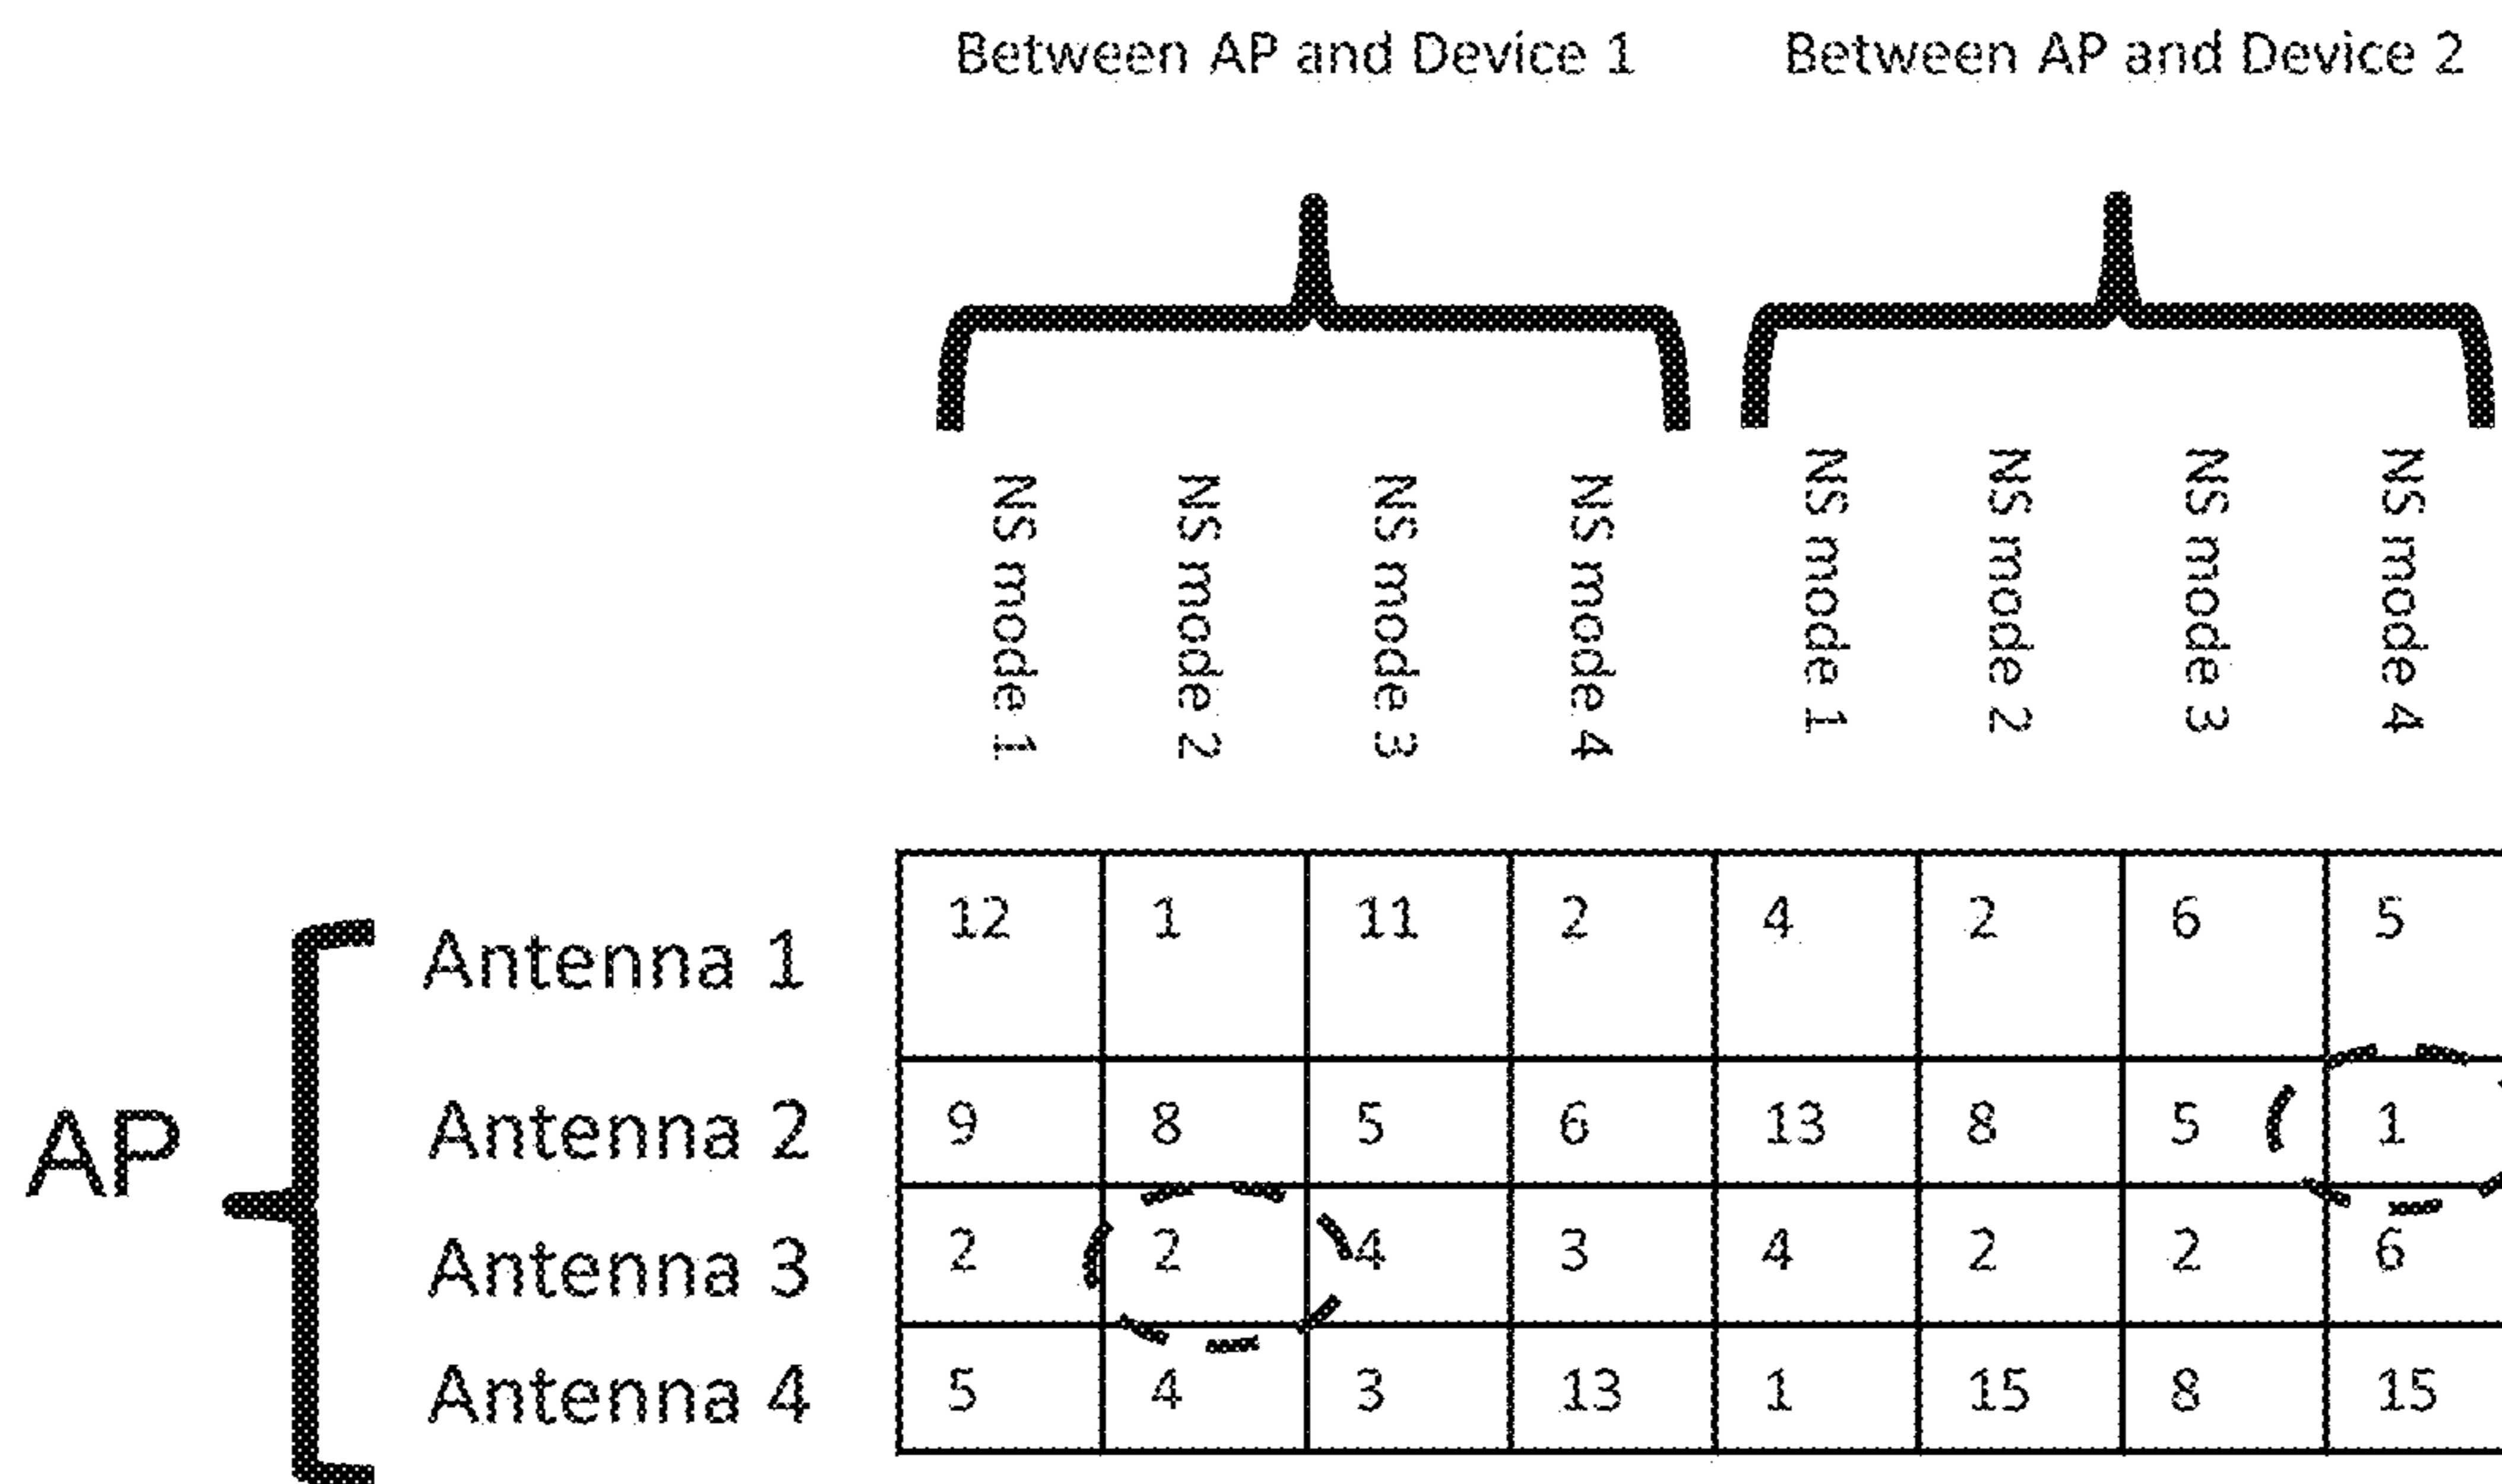 Between AP and Device 1 Between AP and Device 2
NS mode 1 NS mode 2 NS mode 3 NS mode 4 NS mode 1 NS mode 2 NS mode 3 NS mode 4
AP
Antenna 1 12 1 11 2 4 2 6 5
Antenna 2 9 8 5 6 13 8 5 1
Antenna 3 2 2 4 3 4 2 2 6
Antenna 4 5 4 3 13 1 15 8 15